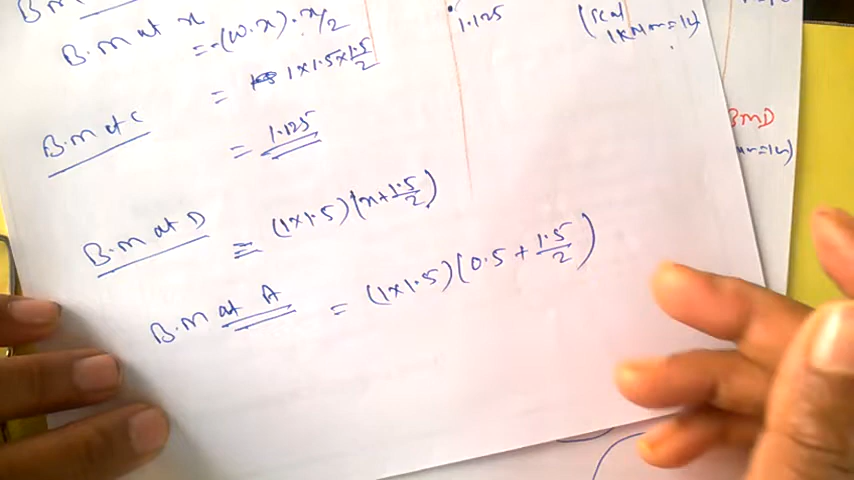 B.M at x
= -(w.x).x/2
= 1x1.5x1.5/2
B.M at C
= 1.125
B.M at D = (1x1.5)(x+1.5/2)
B.M at A = (1x1.5)(0.5+1.5/2)
1.125
BMD